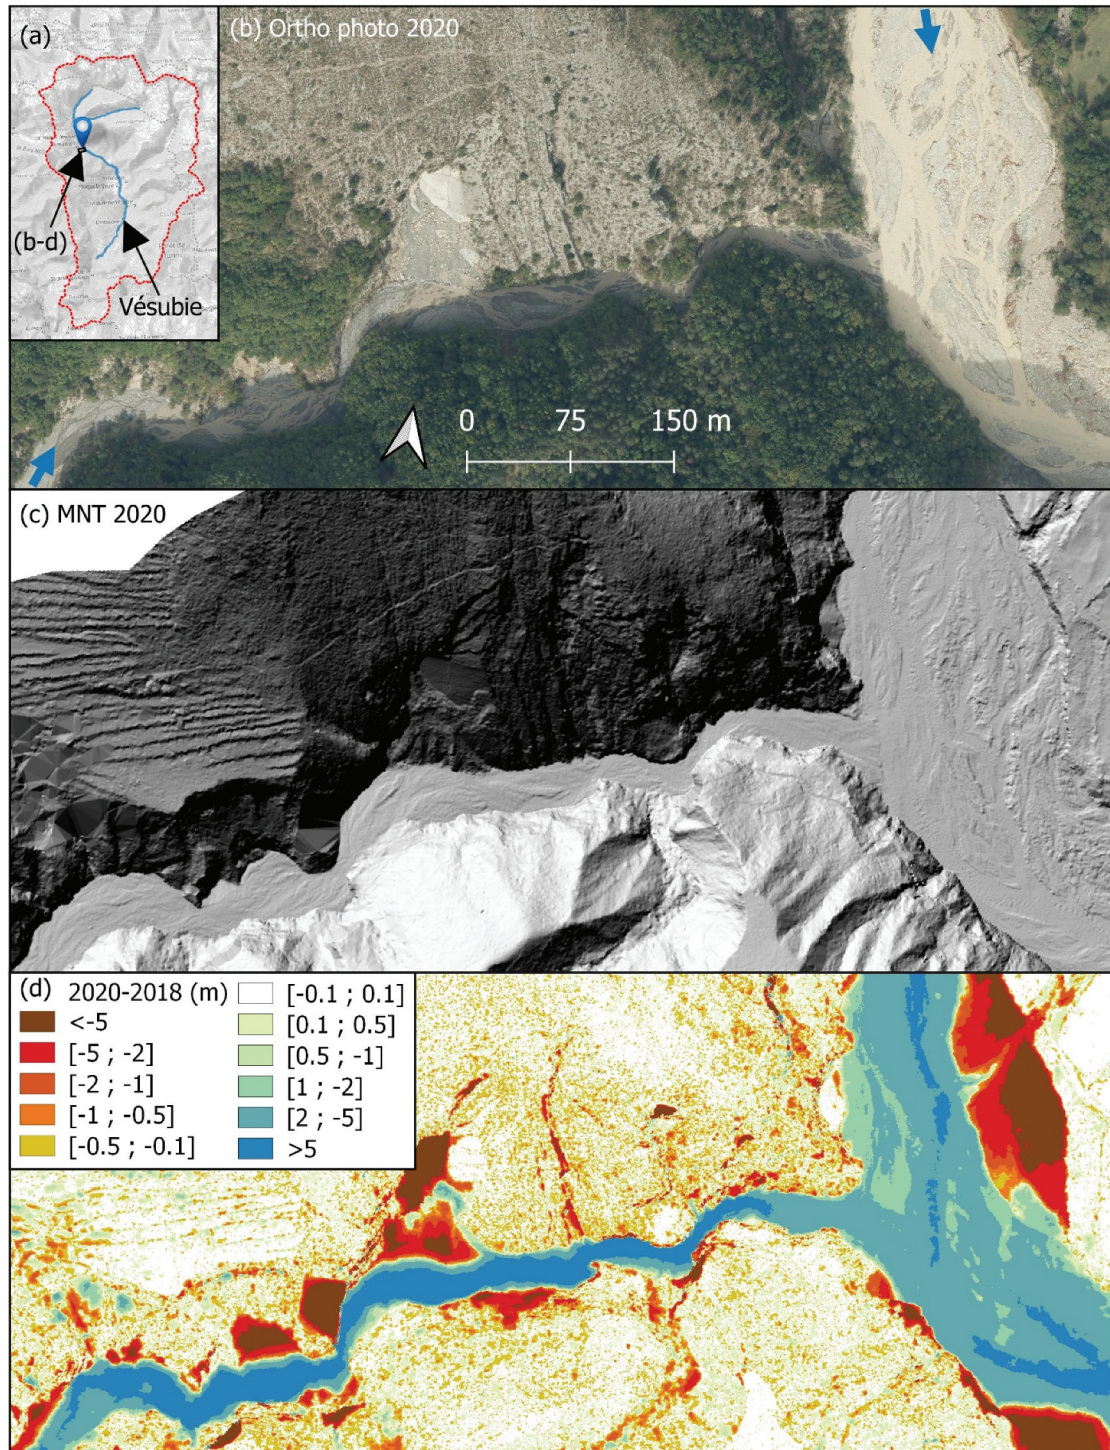 (a)
(b-d)
Vésubie
(b) Ortho photo 2020
0 75 150 m
(c) MNT 2020
(d) 2020-2018 (m)
<-5
[-5 ; -2]
[-2 ; -1]
[-1 ; -0.5]
[-0.5 ; -0.1]
[-0.1 ; 0.1]
[0.1 ; 0.5]
[0.5 ; -1]
[1 ; -2]
[2 ; -5]
>5